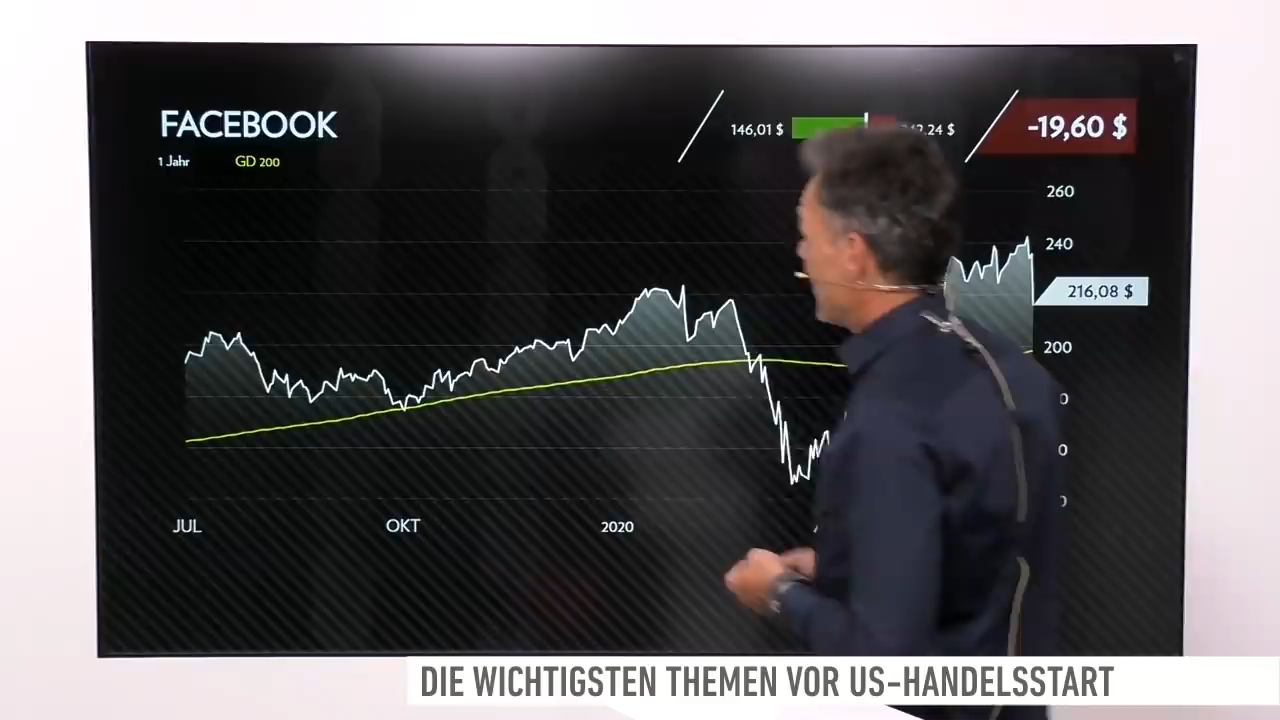 FACEBOOK
1 Jahr GD 200
146,01 $
-19,60 $
260
240
216,08 $
200
JUL OKT 2020
DIE WICHTIGSTEN THEMEN VOR US-HANDELSSTART